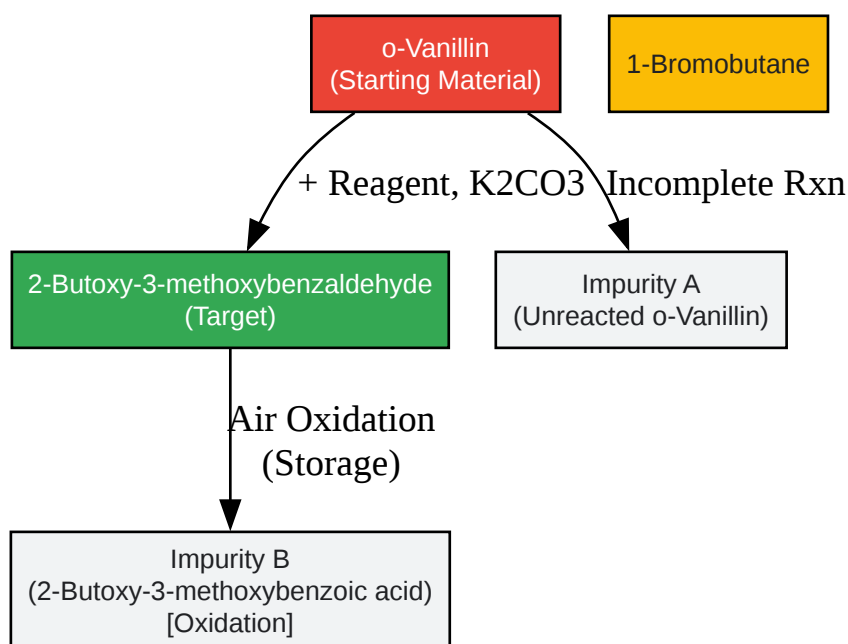 o-Vanillin
(Starting Material)
1-Bromobutane
+ Reagent, K2CO3
Incomplete Rxn
2-Butoxy-3-methoxybenzaldehyde
(Target)
Impurity A
(Unreacted o-Vanillin)
Air Oxidation
(Storage)
Impurity B
(2-Butoxy-3-methoxybenzoic acid)
[Oxidation]